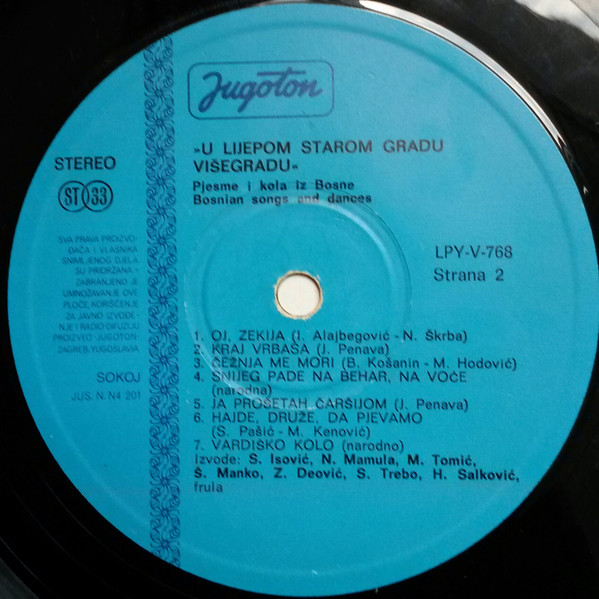 Jugoton
»U LIJEPOM STAROM GRADU
VIŠEGRADU«
Pjesme i kola iz Bosne
Bosnian songs and dances
STEREO
ST 33
SVA PRAVA PROIZVO-
ĐAČA I VLASNIKA
SNIMLJENOG DJELA
SU PRIDRŽANA -
ZABRANJENO JE
UMNOŽAVANJE OVE
PLOČE, KORIŠĆENJE
ZA JAVNO IZVOĐE-
NJE I RADIO DIFUZIJU
PROIZVEO - JUGOTON -
ZAGREB, YUGOSLAVIA
SOKOJ
JUS. N. N4 201
LPY-V-768
Strana 2
1. OJ, ZEKIJA (I. Alajbegović - N. Škrba)
2. KRAJ VRBASA (J. Penava)
3. ČEŽNJA ME MORI (B. Košanin - M. Hodović)
4. SNIJEG PADE NA BEHAR, NA VOĆE
(narodna)
5. JA PROŠETAH ČARŠIJOM (J. Penava)
6. HAJDE, DRUŽE, DA PJEVAMO
(S. Pašić - M. Kenović)
7. VARDIŠKO KOLO (narodno)
Izvode: S. Isović, N. Mamula, M. Tomić,
Š. Manko, Z. Deović, S. Trebo, H. Salković,
frula